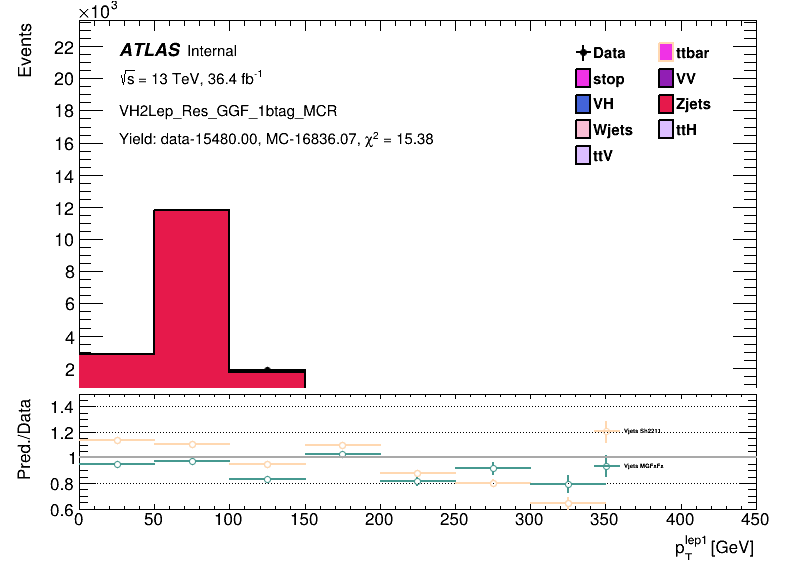 ×10³
Events
22
20
18
16
14
12
10
8
6
4
2
ATLAS Internal
√s = 13 TeV, 36.4 fb⁻¹
VH2Lep_Res_GGF_1btag_MCR
Yield: data-15480.00, MC-16836.07, χ² = 15.38
Data ttbar
stop VV
VH Zjets
Wjets ttH
ttV
Pred./Data
1.4
1.2
1
0.8
0.6
Vjets Sh2211
Vjets MGFxFx
0 50 100 150 200 250 300 350 400 450
p_T^lep1 [GeV]